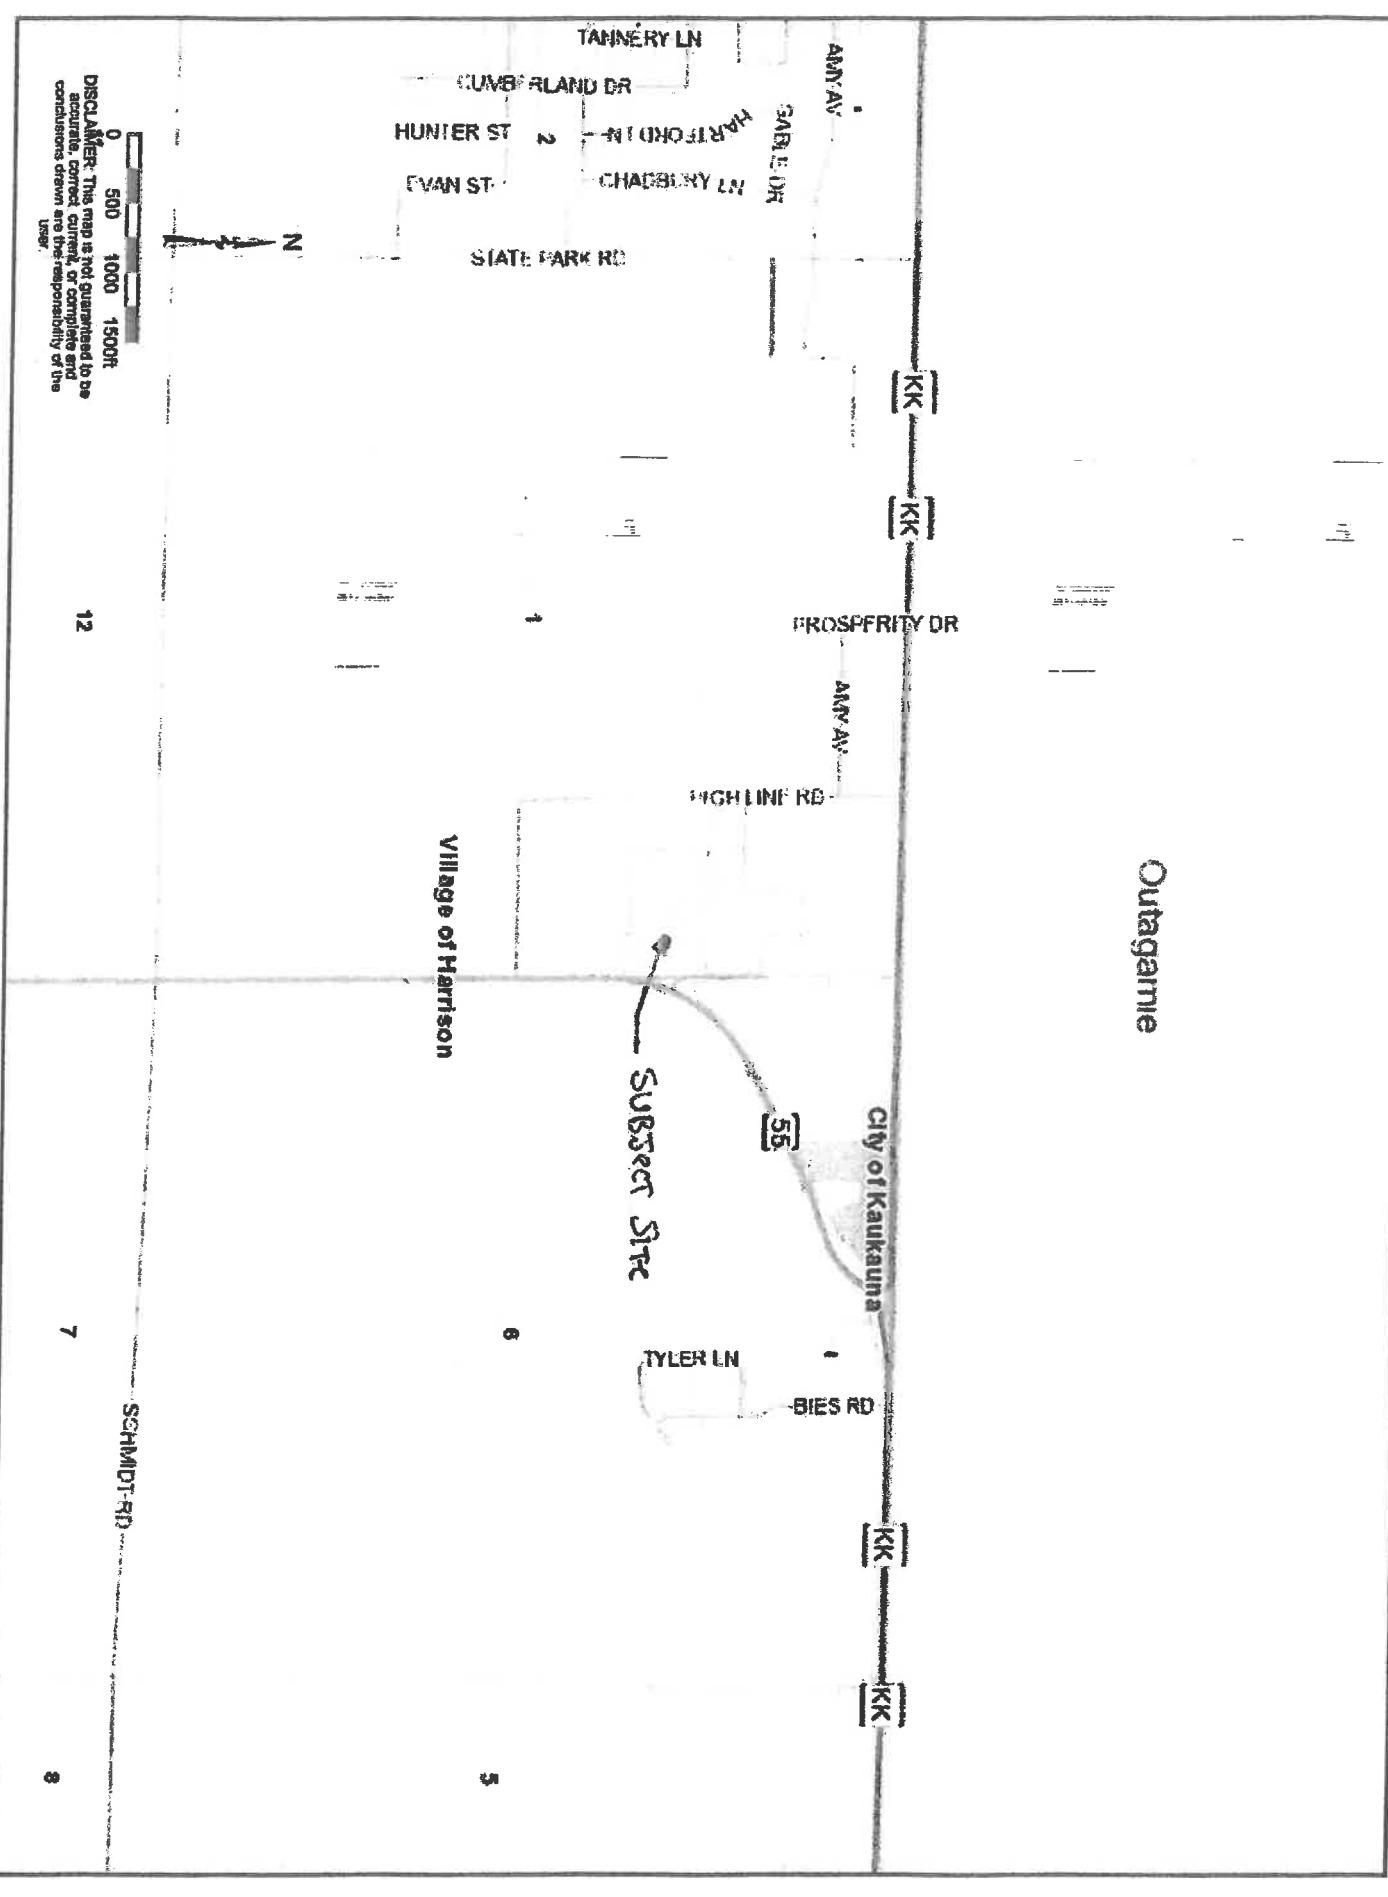 Outagamie
KK
KK
KK
KK
City of Kaukauna
PROSPERITY DR
BIES RD
AMY AV
AMY AV
GABLE DR
HIGHLINE RD
55
HARTFORD LN
CHADBURY LN
TYLER LN
TANNERY LN
SUBJECT SITE
CUMBERLAND DR
STATE PARK RD
2
1
6
5
HUNTER ST
EVAN ST
Village of Harrison
N
SCHMIDT RD
0 500 1000 1500ft
12
7
8
DISCLAIMER: This map is not guaranteed to be
accurate, correct, current, or complete and
conclusions drawn are the responsibility of the
user.